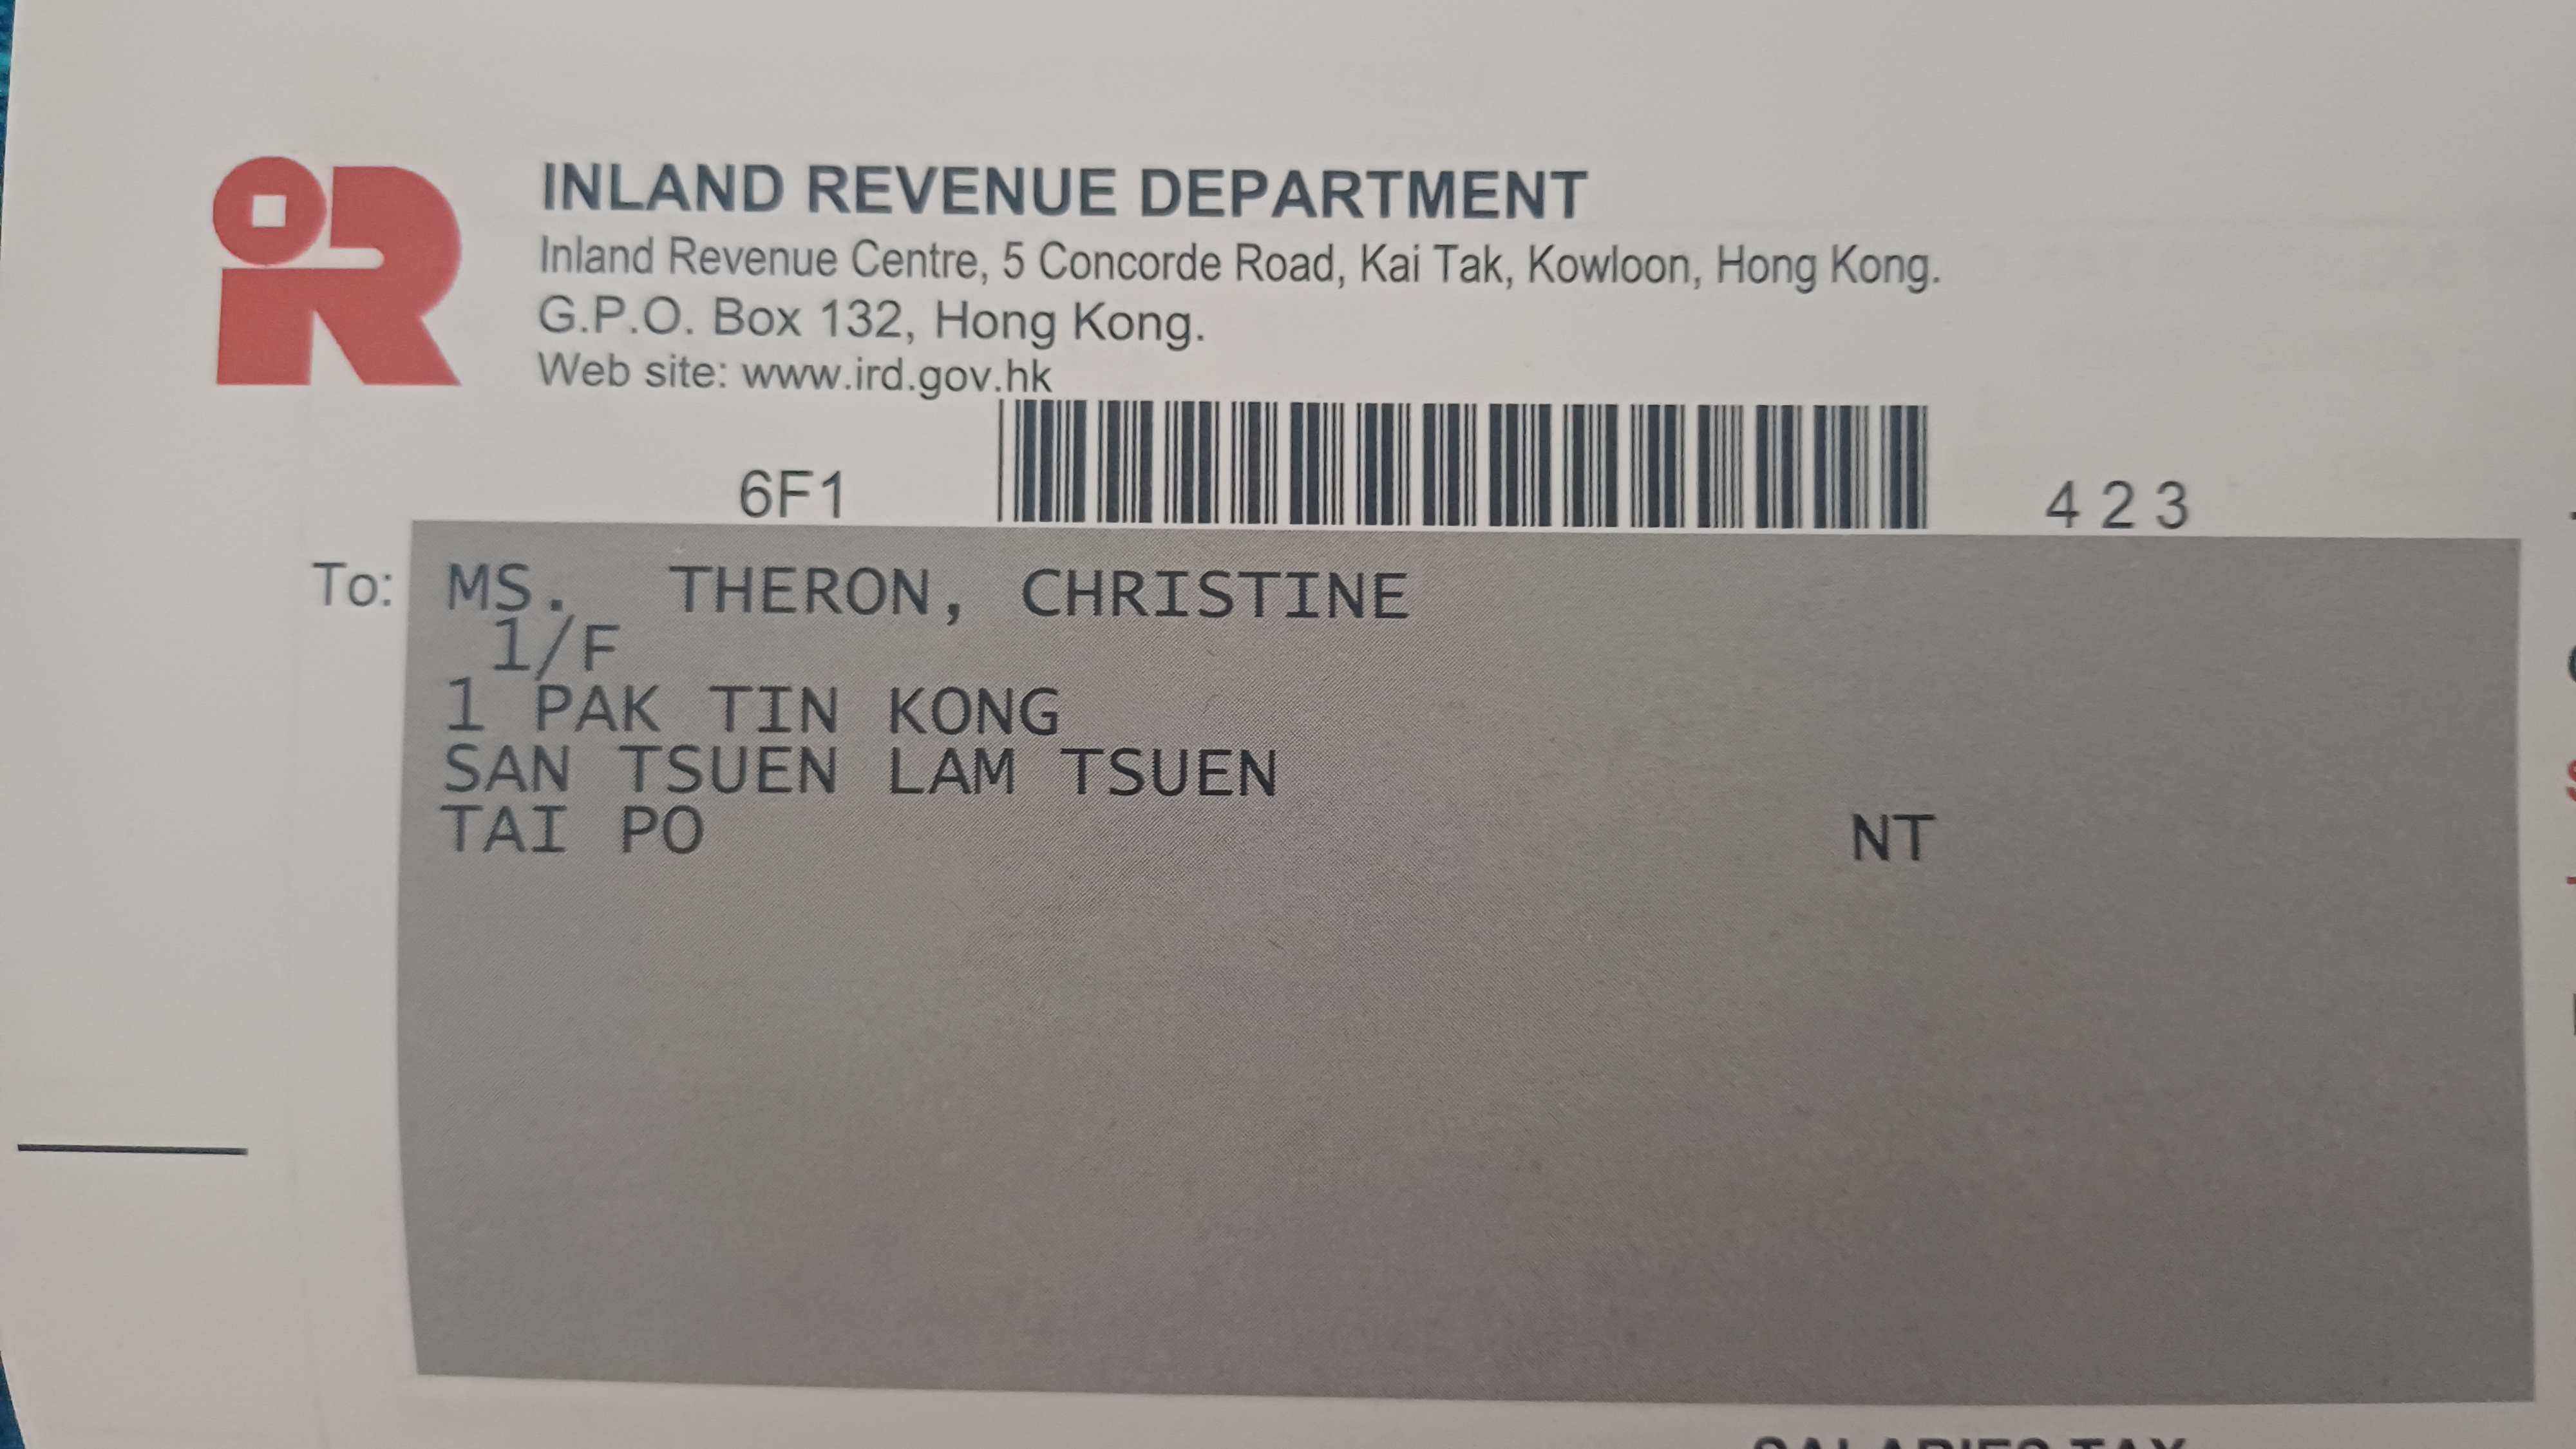 INLAND REVENUE DEPARTMENT
Inland Revenue Centre, 5 Concorde Road, Kai Tak, Kowloon, Hong Kong.
G.P.O. Box 132, Hong Kong.
Web site: www.ird.gov.hk
6F1 423
To: MS. THERON, CHRISTINE
1/F
1 PAK TIN KONG
SAN TSUEN LAM TSUEN
TAI PO NT
SALARIES TAX